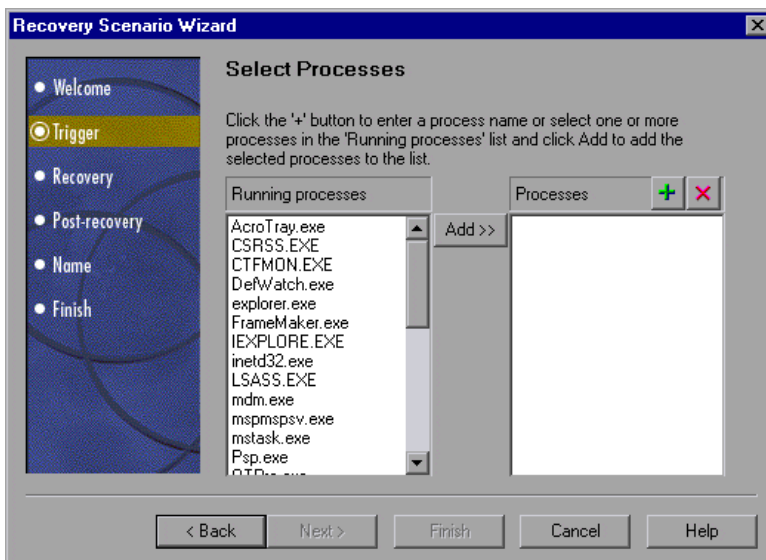 Recovery Scenario Wizard
Welcome
Trigger
Recovery
Post-recovery
Name
Finish
Select Processes
Click the '+' button to enter a process name or select one or more
processes in the 'Running processes' list and click Add to add the
selected processes to the list.
Running processes
AcroTray.exe
CSRSS.EXE
CTFMON.EXE
DefWatch.exe
explorer.exe
FrameMaker.exe
IEXPLORE.EXE
inetd32.exe
LSASS.EXE
mdm.exe
mspmspsv.exe
mstask.exe
Psp.exe
Add >>
Processes
< Back
Next >
Finish
Cancel
Help